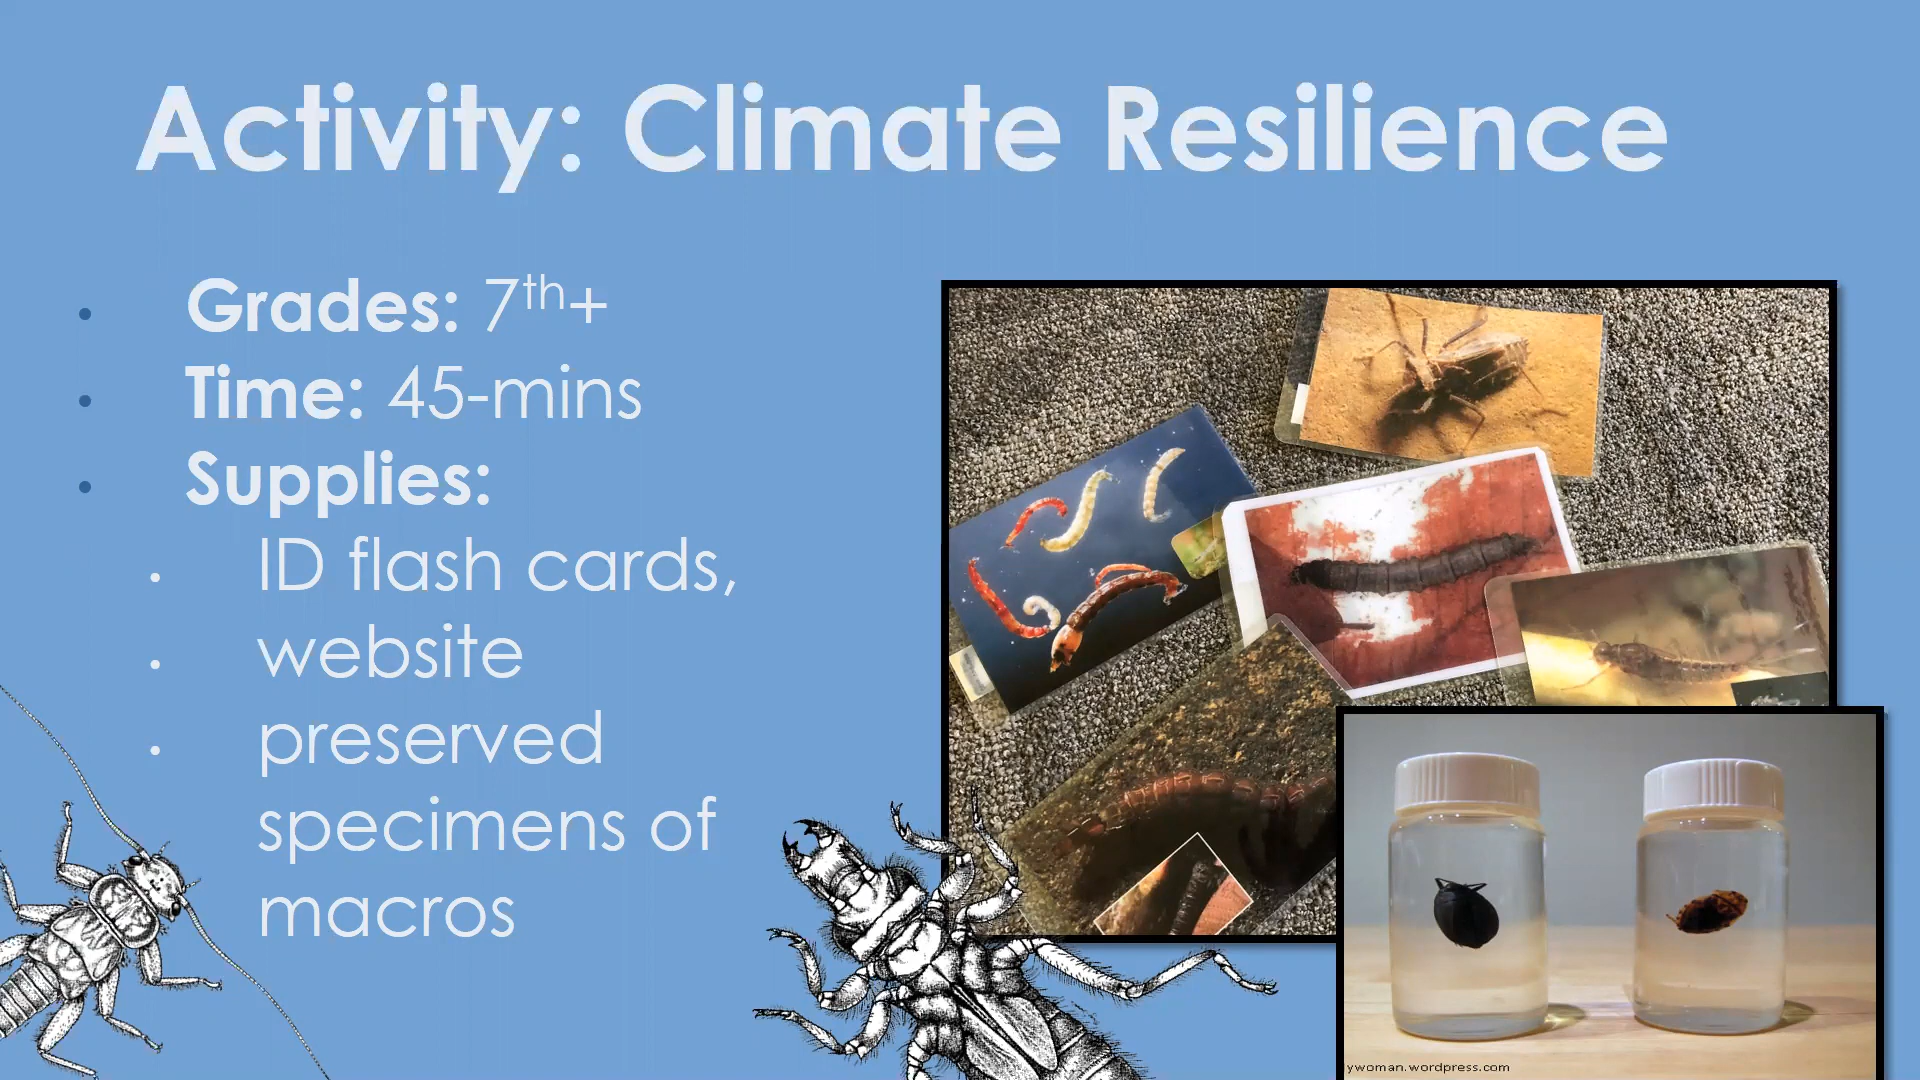 Activity: Climate Resilience
Grades: 7th+
Time: 45-mins
Supplies:
ID flash cards,
website
preserved
specimens of
macros
ywoman.wordpress.com